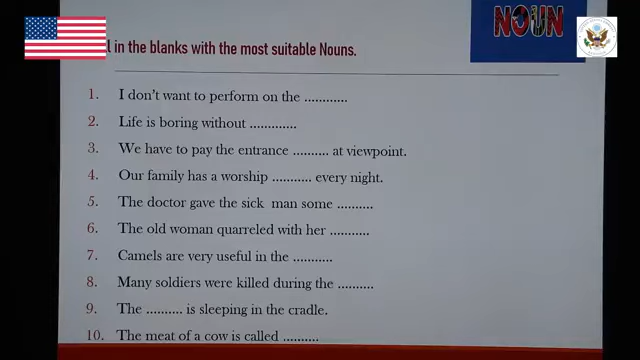 NOUN
l in the blanks with the most suitable Nouns.
1. I don't want to perform on the ............
2. Life is boring without .............
3. We have to pay the entrance .......... at viewpoint.
4. Our family has a worship ........... every night.
5. The doctor gave the sick man some ..........
6. The old woman quarreled with her ...........
7. Camels are very useful in the ...........
8. Many soldiers were killed during the ..........
9. The .......... is sleeping in the cradle.
10. The meat of a cow is called ..........